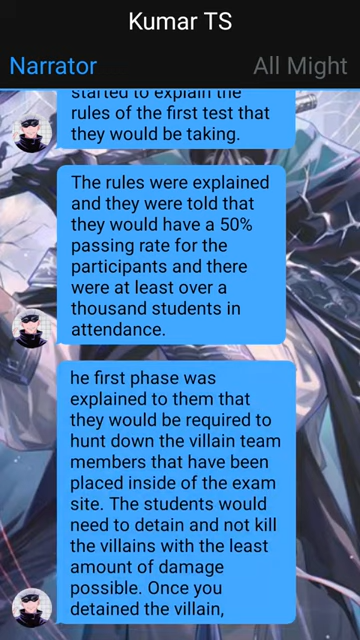 Kumar TS
Narrator
All Might
started to explain the
rules of the first test that
they would be taking.
The rules were explained
and they were told that
they would have a 50%
passing rate for the
participants and there
were at least over a
thousand students in
attendance.
he first phase was
explained to them that
they would be required to
hunt down the villain team
members that have been
placed inside of the exam
site. The students would
need to detain and not kill
the villains with the least
amount of damage
possible. Once you
detained the villain,